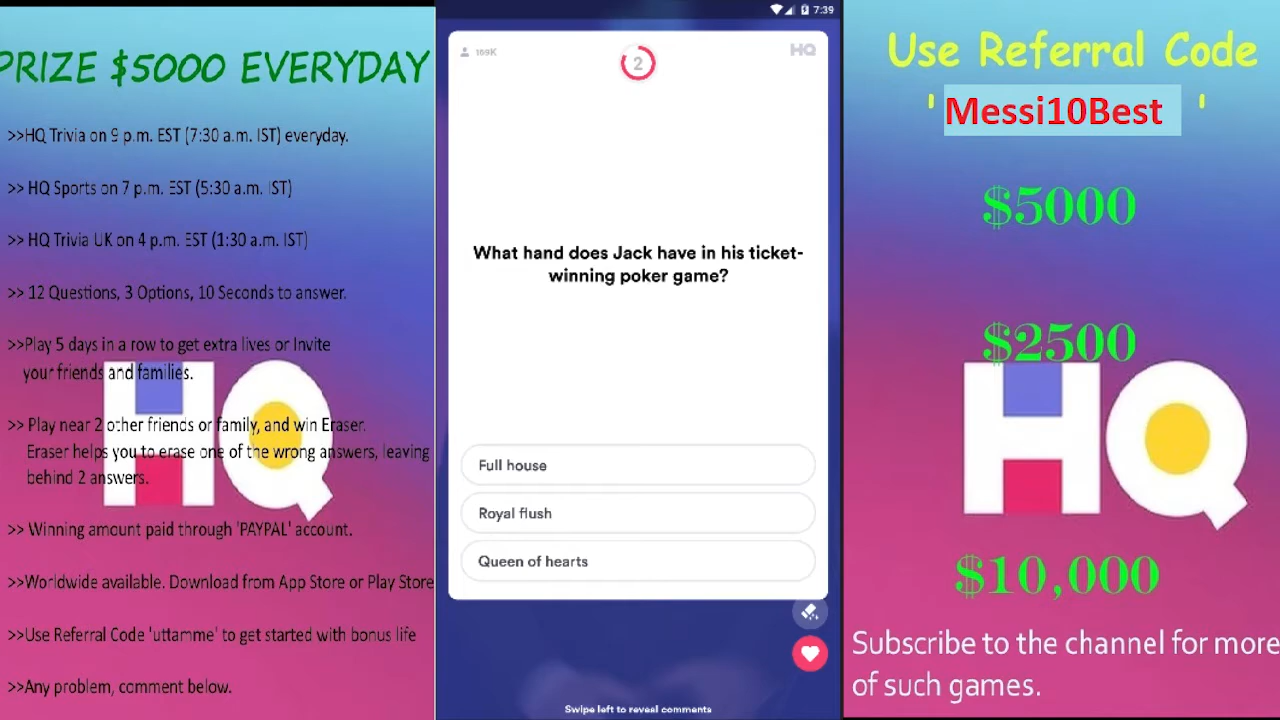 PRIZE $5000 EVERYDAY
>>HQ Trivia on 9 p.m. EST (7:30 a.m. IST) everyday.
>> HQ Sports on 7 p.m. EST (5:30 a.m. IST)
>> HQ Trivia UK on 4 p.m. EST (1:30 a.m. IST)
>> 12 Questions, 3 Options, 10 Seconds to answer.
>>Play 5 days in a row to get extra lives or Invite
your friends and families.
>> Play near 2 other friends or family, and win Eraser.
Eraser helps you to erase one of the wrong answers, leaving
behind 2 answers.
>> Winning amount paid through 'PAYPAL' account.
>>Worldwide available. Download from App Store or Play Store
>>Use Referral Code 'uttamme' to get started with bonus life
>>Any problem, comment below.
HQ
7:39
169K
2
HQ
What hand does Jack have in his ticket-
winning poker game?
Full house
Royal flush
Queen of hearts
Swipe left to reveal comments
Use Referral Code
' Messi10Best '
$5000
$2500
HQ
$10,000
Subscribe to the channel for more
of such games.